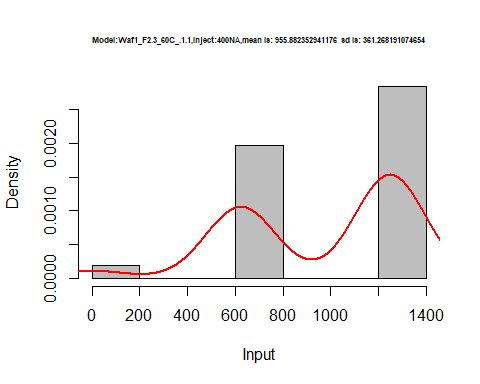 Model:Waf1_F2.3_60C_.1.1,Inject:400NA,mean is: 955.882352941176 sd is: 361.268191074654
Density
0.0000 0.0010 0.0020
0 200 400 600 800 1000 1400
Input